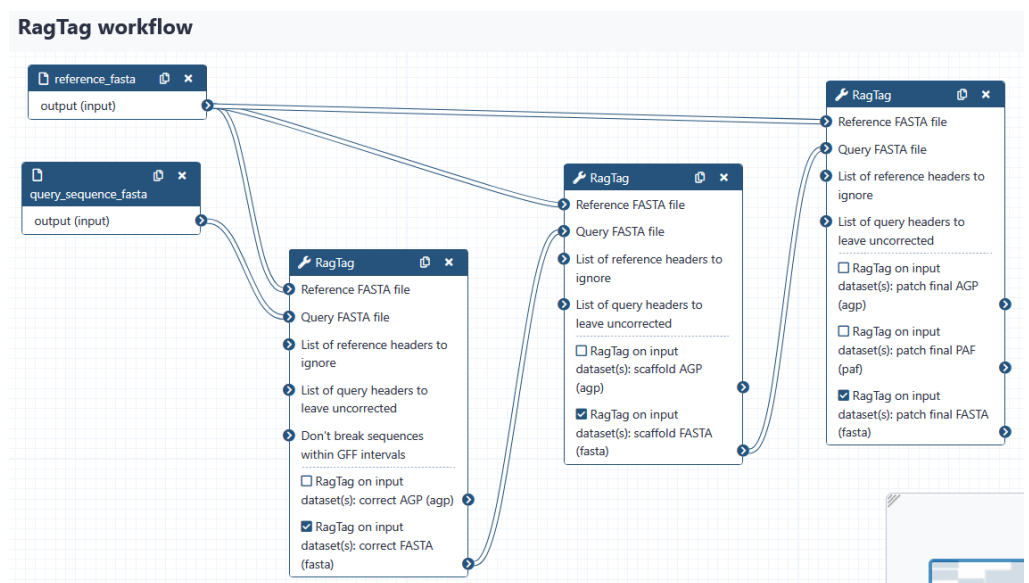 RagTag workflow
reference_fasta
output (input)
query_sequence_fasta
output (input)
RagTag
Reference FASTA file
Query FASTA file
List of reference headers to
ignore
List of query headers to
leave uncorrected
Don't break sequences
within GFF intervals
RagTag on input
dataset(s): correct AGP (agp)
RagTag on input
dataset(s): correct FASTA
(fasta)
RagTag
Reference FASTA file
Query FASTA file
List of reference headers to
ignore
List of query headers to
leave uncorrected
RagTag on input
dataset(s): scaffold AGP
(agp)
RagTag on input
dataset(s): scaffold FASTA
(fasta)
RagTag
Reference FASTA file
Query FASTA file
List of reference headers to
ignore
List of query headers to
leave uncorrected
RagTag on input
dataset(s): patch final AGP
(agp)
RagTag on input
dataset(s): patch final PAF
(paf)
RagTag on input
dataset(s): patch final FASTA
(fasta)